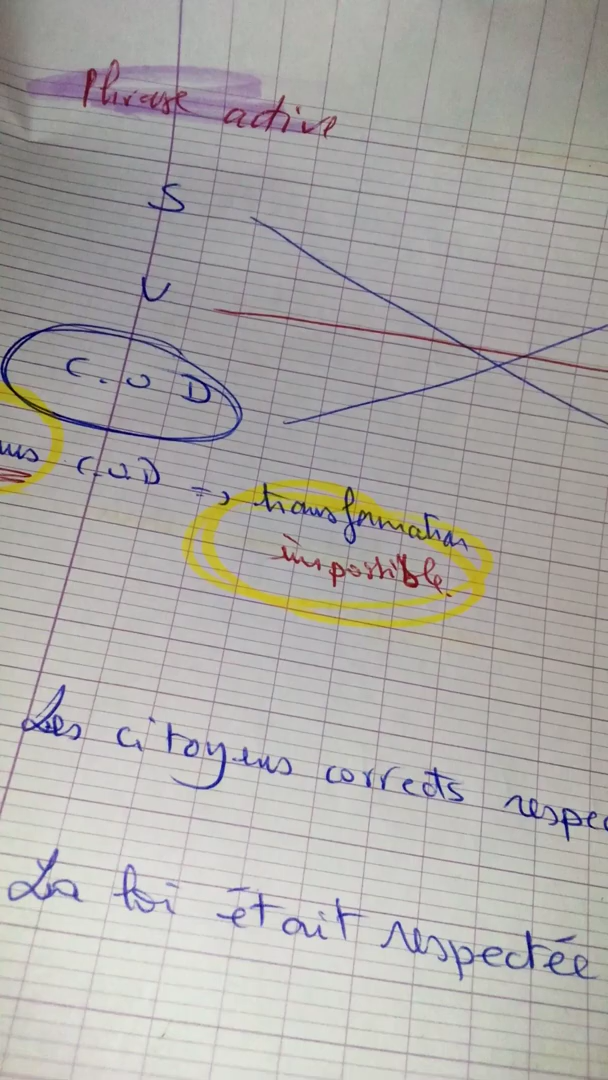 Phrase active
S
V
C.O D
C.O.D => transformation
impossible.
Les citoyens corrects
La loi était respectée